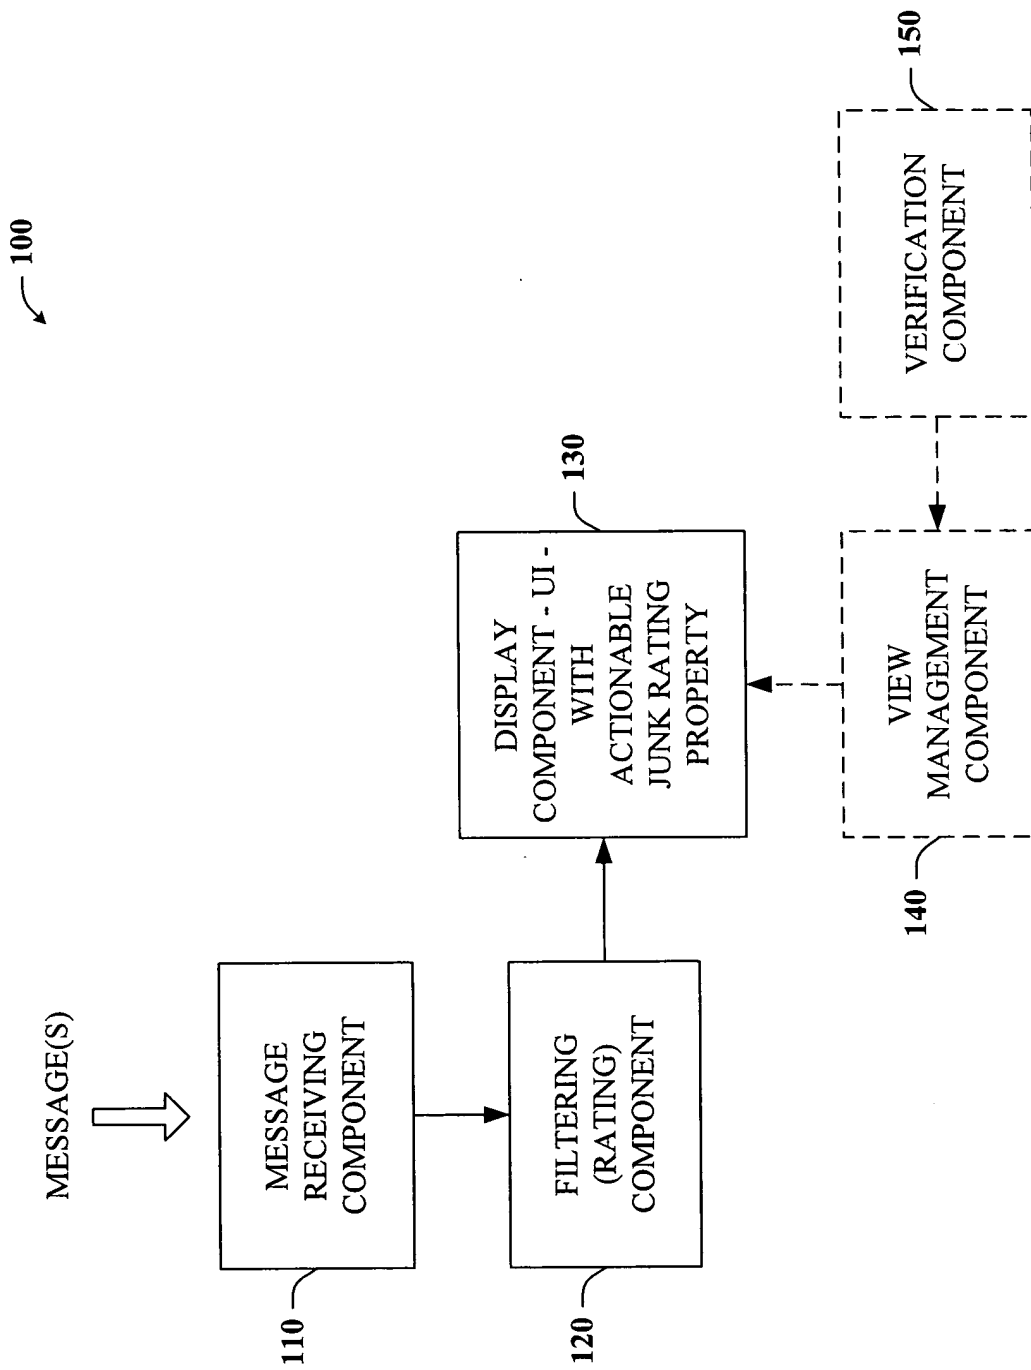 100
MESSAGE(S)
MESSAGE
RECEIVING
COMPONENT
110
FILTERING
(RATING)
COMPONENT
120
DISPLAY
COMPONENT - UI -
WITH
ACTIONABLE
JUNK RATING
PROPERTY
130
VIEW
MANAGEMENT
COMPONENT
140
VERIFICATION
COMPONENT
150